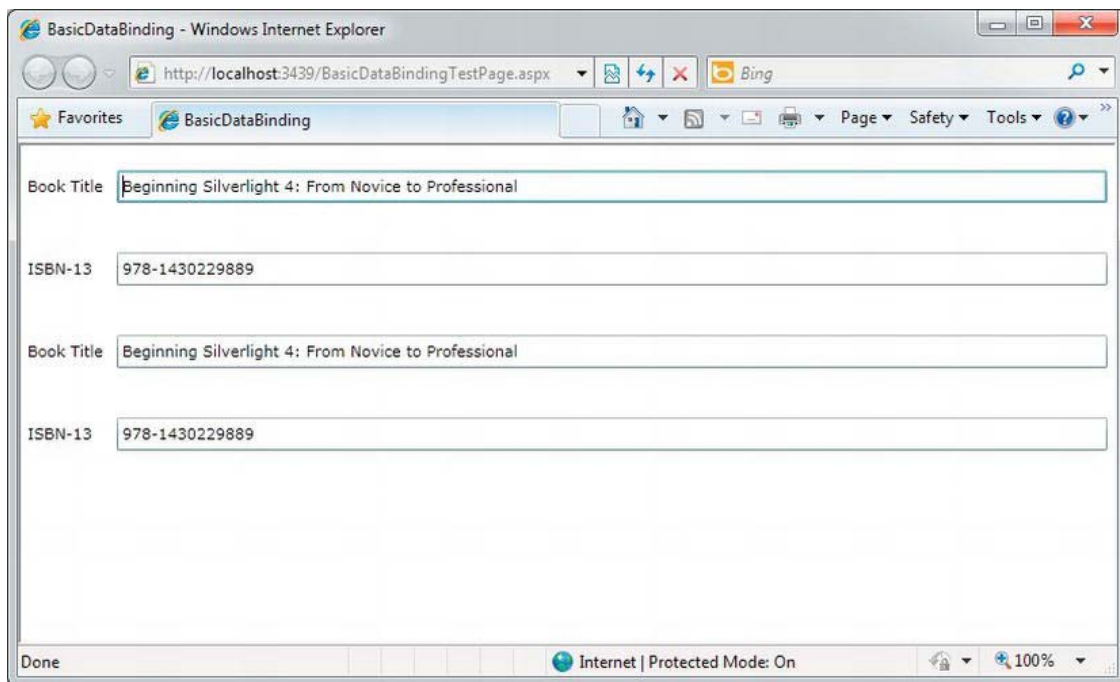 BasicDataBinding - Windows Internet Explorer
http://localhost:3439/BasicDataBindingTestPage.aspx
Bing
Favorites
BasicDataBinding
Page
Safety
Tools
Book Title
Beginning Silverlight 4: From Novice to Professional
ISBN-13
978-1430229889
Book Title
Beginning Silverlight 4: From Novice to Professional
ISBN-13
978-1430229889
Done
Internet | Protected Mode: On
100%